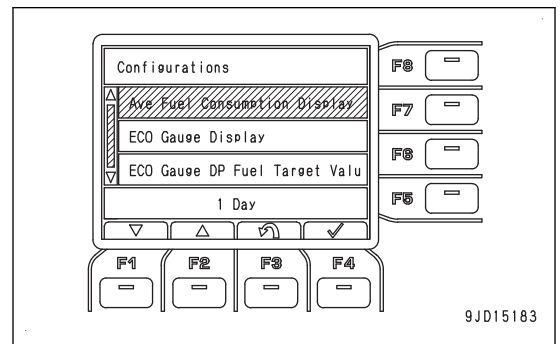 Configurations
Ave Fuel Consumption Display
ECO Gauge Display
ECO Gauge DP Fuel Target Valu
1 Day
F8
F7
F6
F5
F1 F2 F3 F4
9JD15183